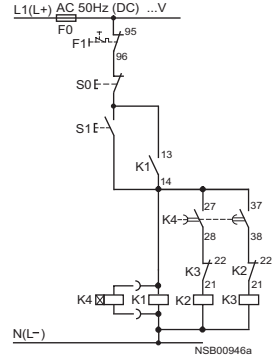 L1(L+) AC 50Hz (DC) ...V
F0
F1 95
96
S0
S1
K1 13
14
K4 27 37
28 38
K3 22 K2 22
21 21
K4 K1 K2 K3
N(L–)
NSB00946a